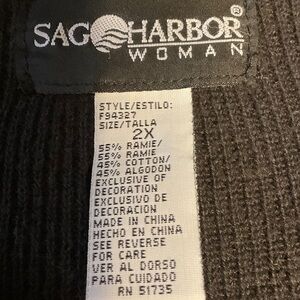 SAG HARBOR®
WOMAN
STYLE/ESTILO:
F94327
SIZE/TALLA
2X
55% RAMIE/
55% RAMIE
45% COTTON/
45% ALGODON
EXCLUSIVE OF
DECORATION
EXCLUSIVO DE
DECORACION
MADE IN CHINA
HECHO EN CHINA
SEE REVERSE
FOR CARE
VER AL DORSO
PARA CUIDADO
RN 51735